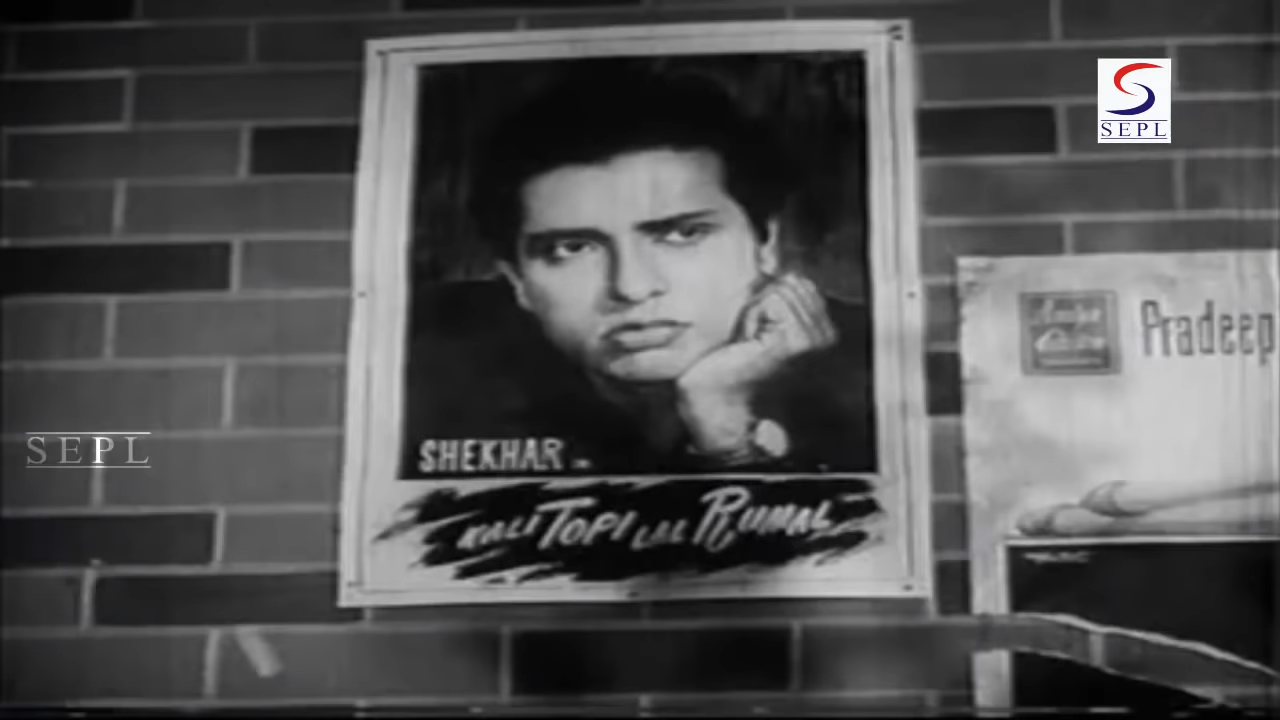 SEPL
SHEKHAR
KALI TOPI LAL RUMAL
Pradeep
SEPL